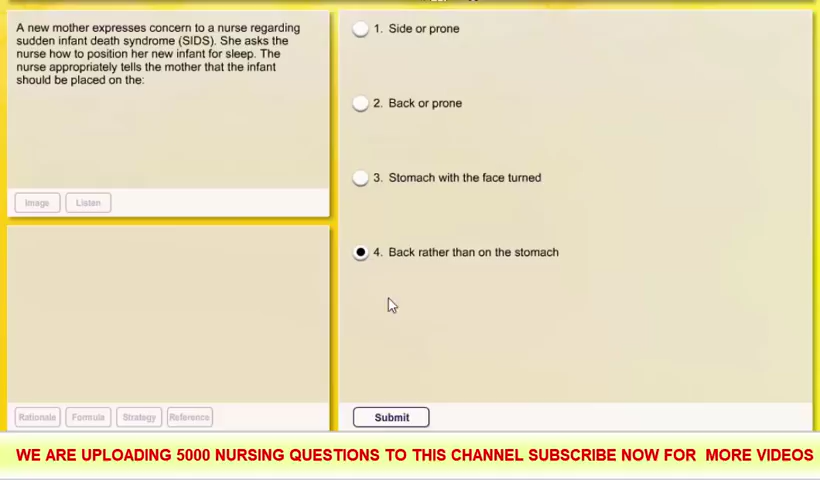 A new mother expresses concern to a nurse regarding
sudden infant death syndrome (SIDS). She asks the
nurse how to position her new infant for sleep. The
nurse appropriately tells the mother that the infant
should be placed on the:
Image Listen
1. Side or prone
2. Back or prone
3. Stomach with the face turned
4. Back rather than on the stomach
Rationale Formula Strategy Reference
Submit
WE ARE UPLOADING 5000 NURSING QUESTIONS TO THIS CHANNEL SUBSCRIBE NOW FOR MORE VIDEOS